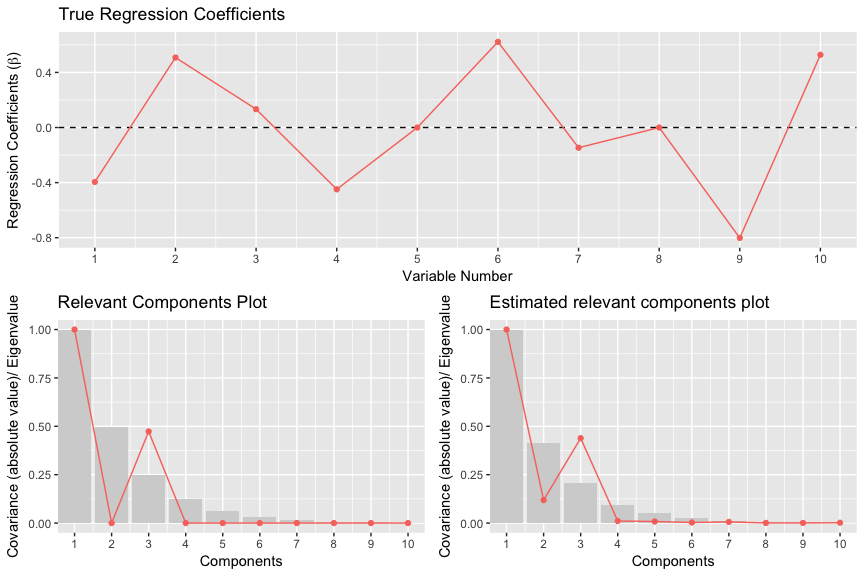 True Regression Coefficients
Regression Coefficients (β)
0.4
0.0
-0.4
-0.8
1 2 3 4 5 6 7 8 9 10
Variable Number
Relevant Components Plot
Covariance (absolute value)/ Eigenvalue
1.00
0.75
0.50
0.25
0.00
1 2 3 4 5 6 7 8 9 10
Components
Estimated relevant components plot
Covariance (absolute value)/ Eigenvalue
1.00
0.75
0.50
0.25
0.00
1 2 3 4 5 6 7 8 9 10
Components